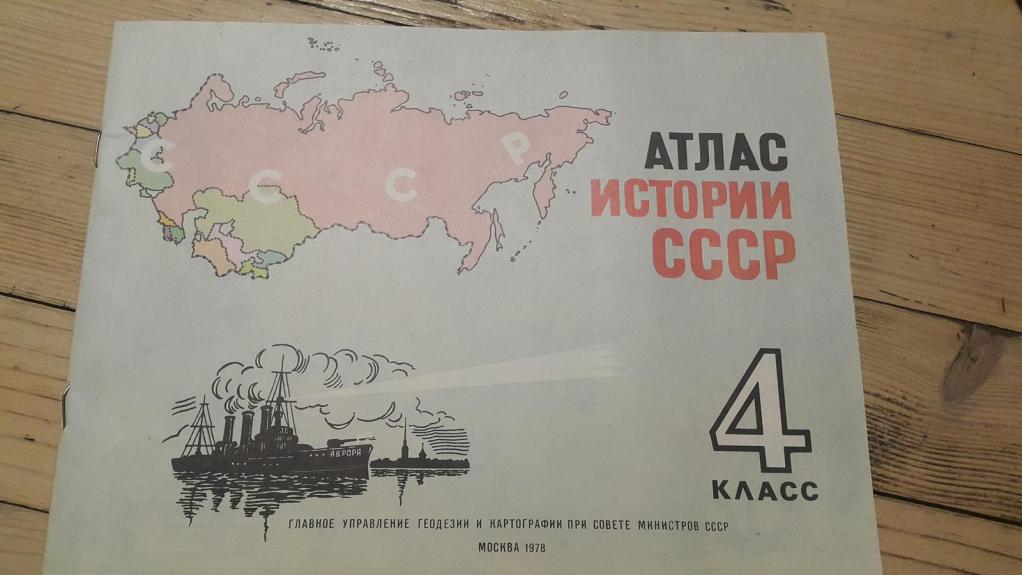 С С С Р
АТЛАС
ИСТОРИИ
СССР
АВРОРА
4
КЛАСС
ГЛАВНОЕ УПРАВЛЕНИЕ ГЕОДЕЗИИ И КАРТОГРАФИИ ПРИ СОВЕТЕ МИНИСТРОВ СССР
МОСКВА 1978